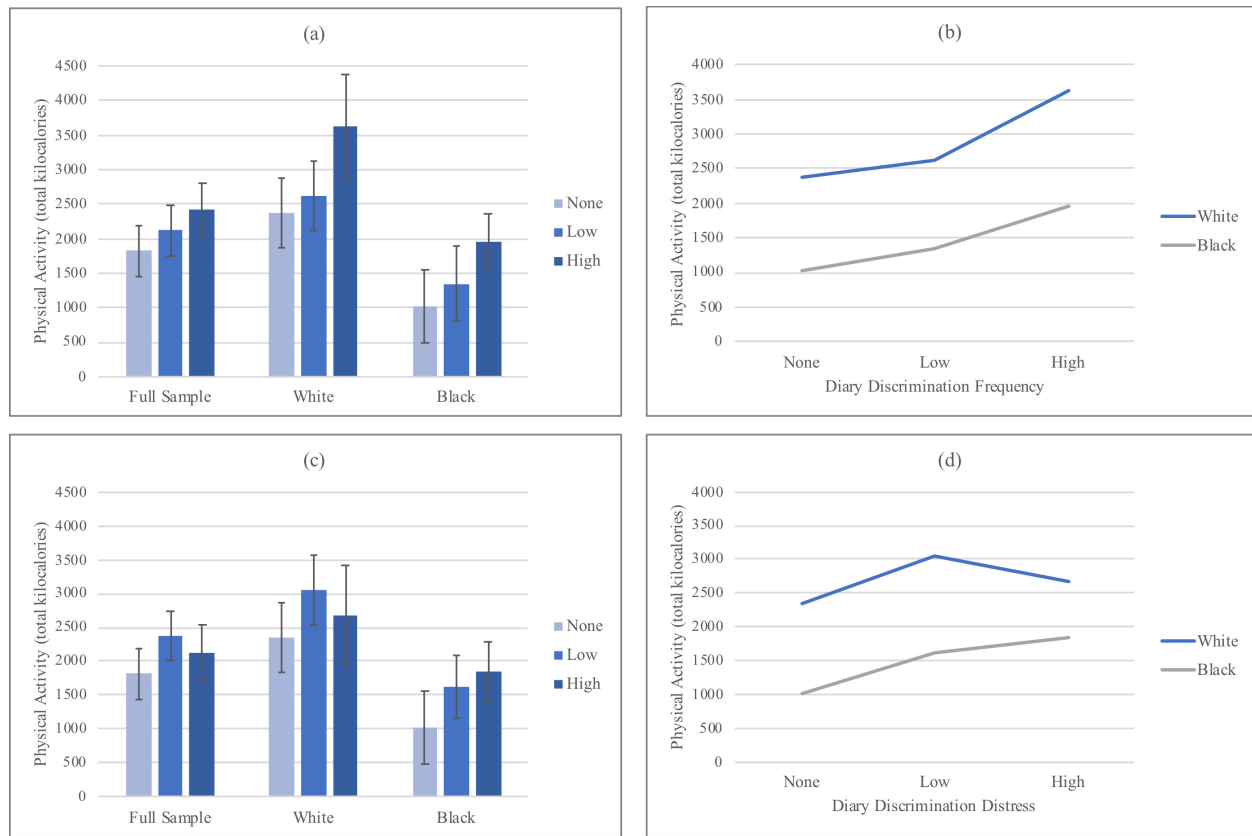 (a)
Physical Activity (total kilocalories)
4500
4000
3500
3000
2500
2000
1500
1000
500
0
Full Sample
White
Black
None
Low
High
(b)
Physical Activity (total kilocalories)
4000
3500
3000
2500
2000
1500
1000
500
0
None
Low
High
Diary Discrimination Frequency
White
Black
(c)
Physical Activity (total kilocalories)
4500
4000
3500
3000
2500
2000
1500
1000
500
0
Full Sample
White
Black
None
Low
High
(d)
Physical Activity (total kilocalories)
4000
3500
3000
2500
2000
1500
1000
500
0
None
Low
High
Diary Discrimination Distress
White
Black